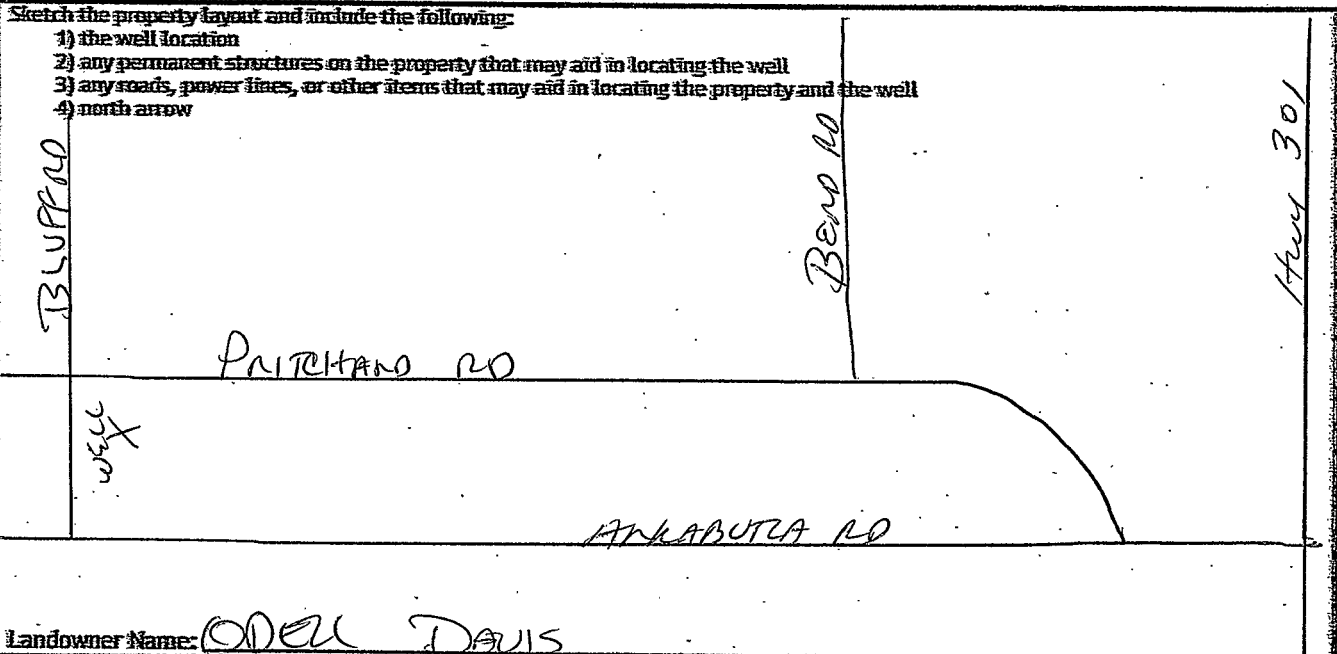 Sketch the property layout and include the following:
1) the well location
2) any permanent structures on the property that may aid in locating the well
3) any roads, power lines, or other items that may aid in locating the property and the well
4) north arrow
BLUFF RD
BEND RD
Hwy 301
PRITCHARD RD
WELL
X
ARKABUTLA RD
Landowner Name: ODELL DAVIS